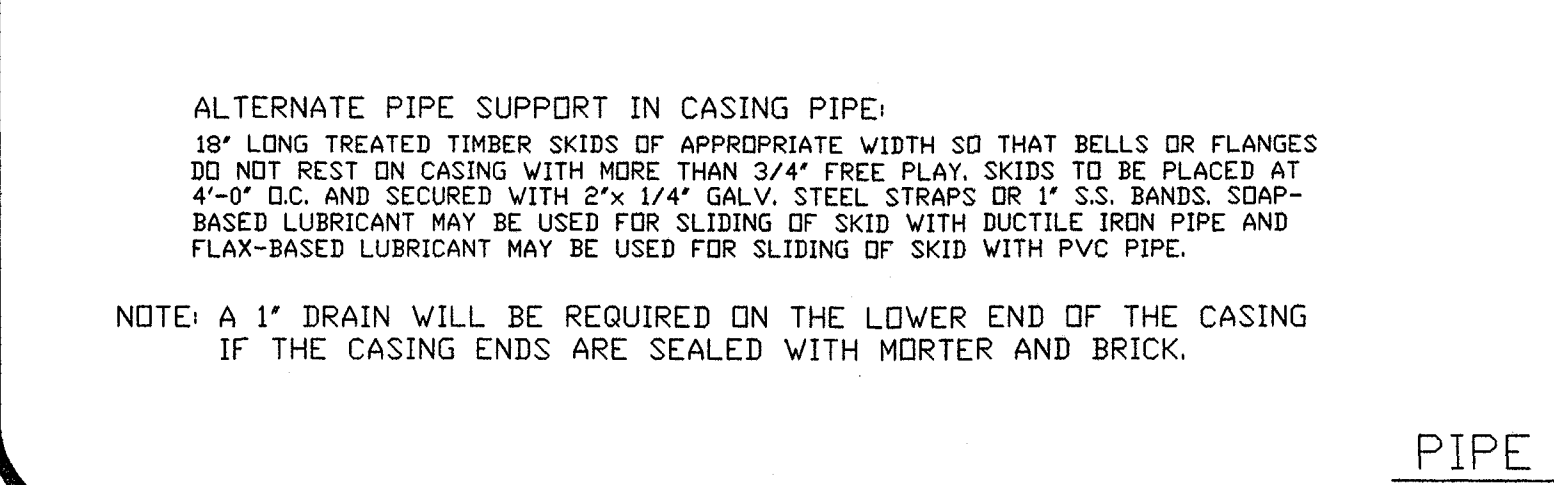 ALTERNATE PIPE SUPPORT IN CASING PIPE:
18" LONG TREATED TIMBER SKIDS OF APPROPRIATE WIDTH SO THAT BELLS OR FLANGES
DO NOT REST ON CASING WITH MORE THAN 3/4" FREE PLAY. SKIDS TO BE PLACED AT
4'-0" O.C. AND SECURED WITH 2"x 1/4" GALV. STEEL STRAPS OR 1" S.S. BANDS. SOAP-
BASED LUBRICANT MAY BE USED FOR SLIDING OF SKID WITH DUCTILE IRON PIPE AND
FLAX-BASED LUBRICANT MAY BE USED FOR SLIDING OF SKID WITH PVC PIPE.
NOTE: A 1" DRAIN WILL BE REQUIRED ON THE LOWER END OF THE CASING
IF THE CASING ENDS ARE SEALED WITH MORTER AND BRICK.
PIPE